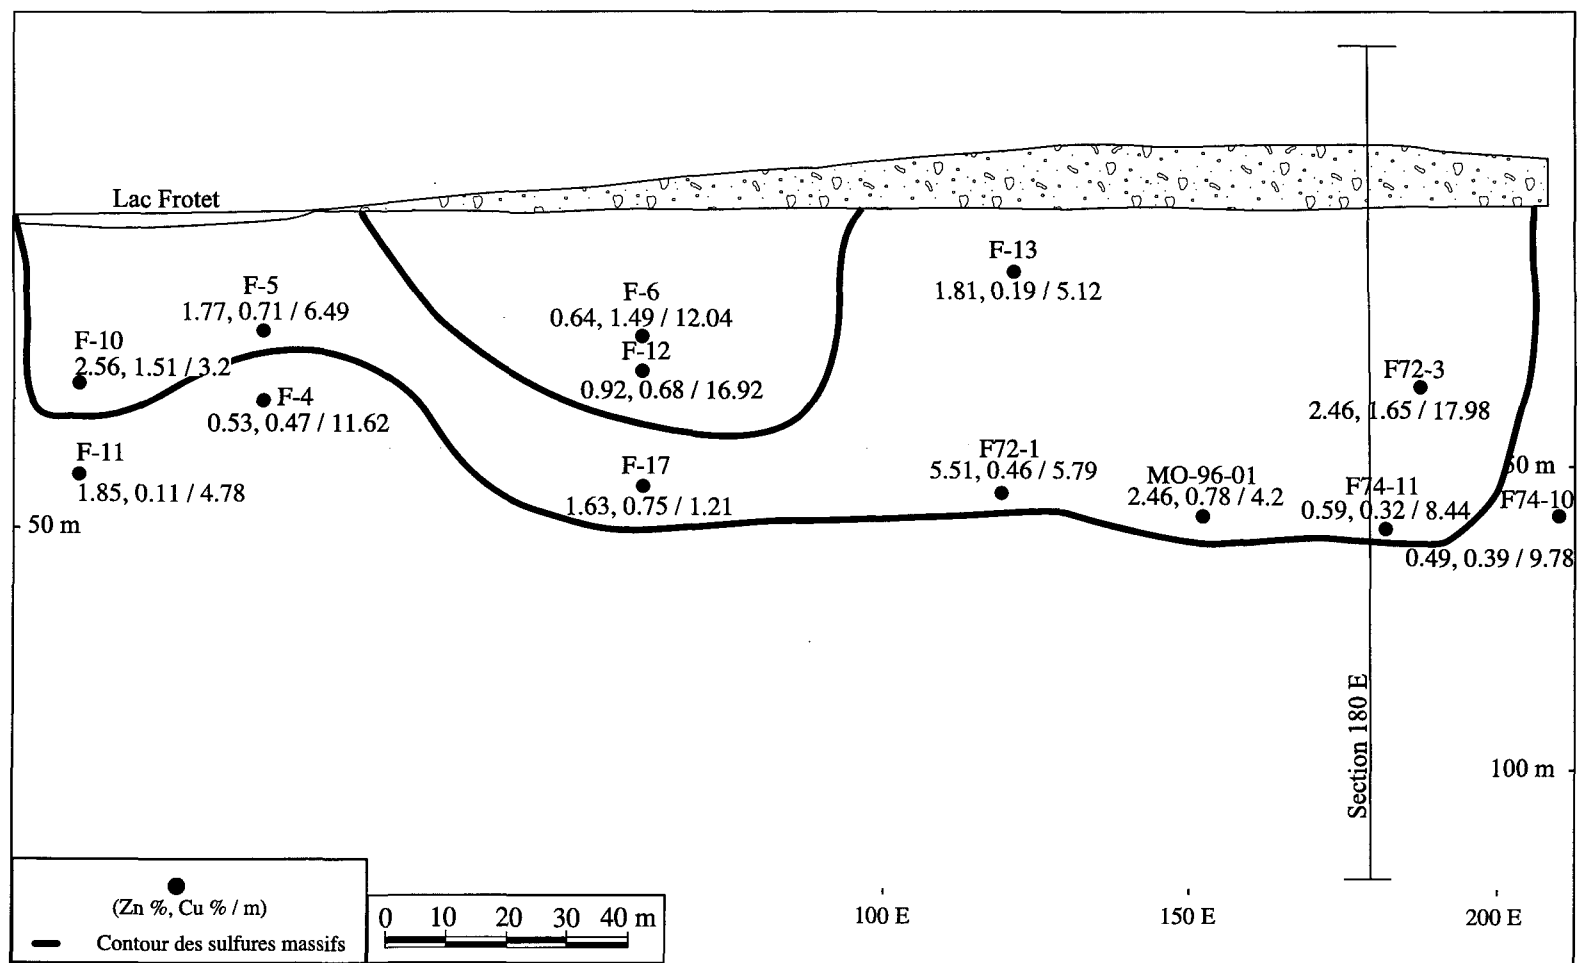 Lac Frotet
F-13
1.81, 0.19 / 5.12
F-5
1.77, 0.71 / 6.49
F-6
0.64, 1.49 / 12.04
F-10
2.56, 1.51 / 3.2
F-12
0.92, 0.68 / 16.92
F72-3
2.46, 1.65 / 17.98
F-4
0.53, 0.47 / 11.62
F-11
1.85, 0.11 / 4.78
F-17
1.63, 0.75 / 1.21
F72-1
5.51, 0.46 / 5.79
MO-96-01
2.46, 0.78 / 4.2
F74-11
0.59, 0.32 / 8.44
50 m
F74-10
0.49, 0.39 / 9.78
50 m
Section 180 E
100 m
(Zn %, Cu % / m)
Contour des sulfures massifs
0 10 20 30 40 m
100 E 150 E 200 E